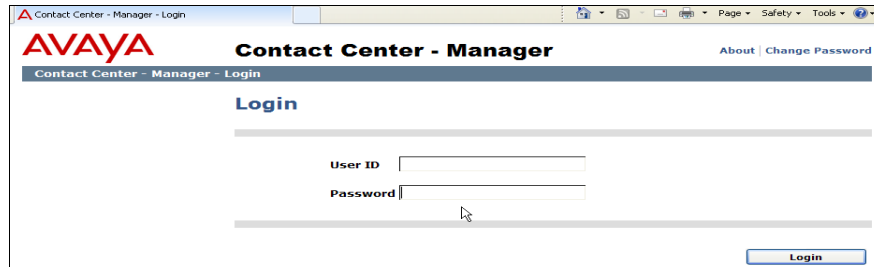 Contact Center - Manager - Login
Page Safety Tools
AVAYA
Contact Center - Manager
About | Change Password
Contact Center - Manager - Login
Login
User ID
Password
Login